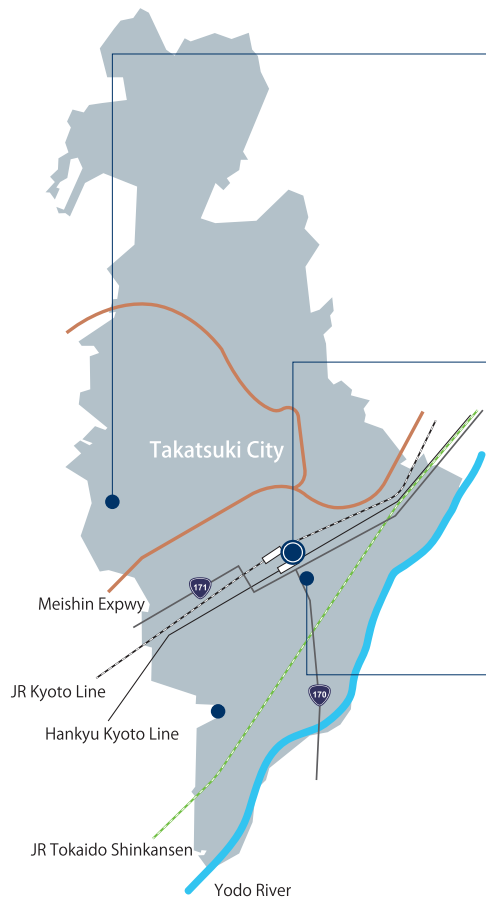 Takatsuki City
171
Meishin Expwy
JR Kyoto Line
170
Hankyu Kyoto Line
JR Tokaido Shinkansen
Yodo River